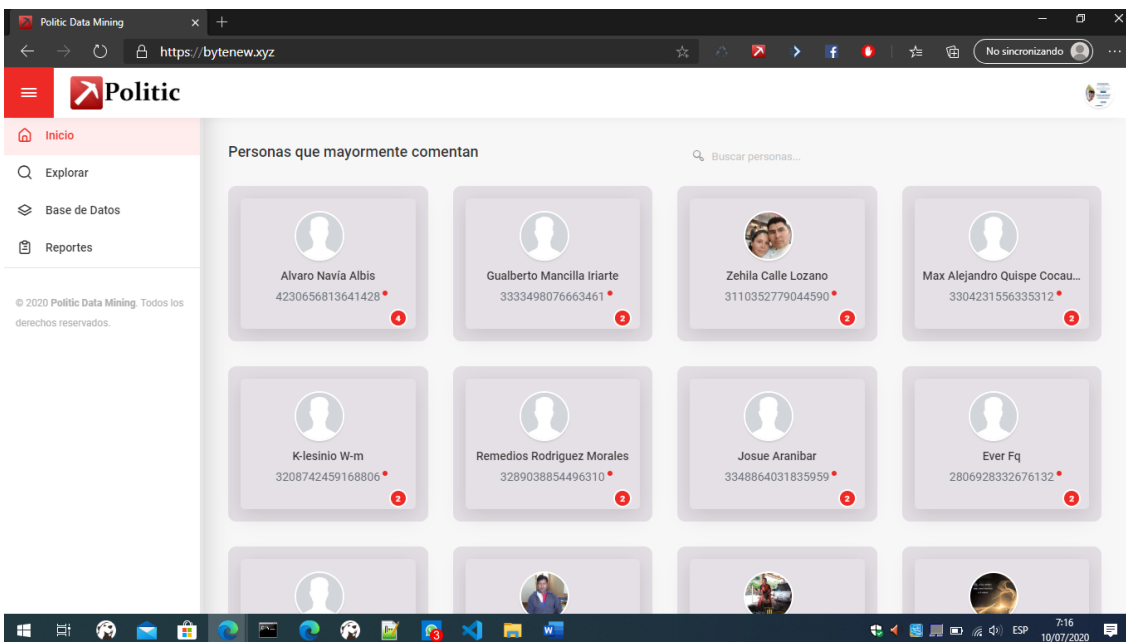 Politic Data Mining
https://bytenew.xyz
No sincronizando
Politic
Inicio
Explorar
Base de Datos
Reportes
© 2020 Politic Data Mining. Todos los
derechos reservados.
Personas que mayormente comentan
Buscar personas...
Alvaro Navía Albis
4230656813641428
4
Gualberto Mancilla Iriarte
3333498076663461
2
Zehila Calle Lozano
3110352779044590
2
Max Alejandro Quispe Cocau...
3304231556335312
2
K-lesinio W-m
3208742459168806
2
Remedios Rodriguez Morales
3289038854496310
2
Josue Aranibar
3348864031835959
2
Ever Fq
2806928332676132
2
3
ESP
7:16
10/07/2020